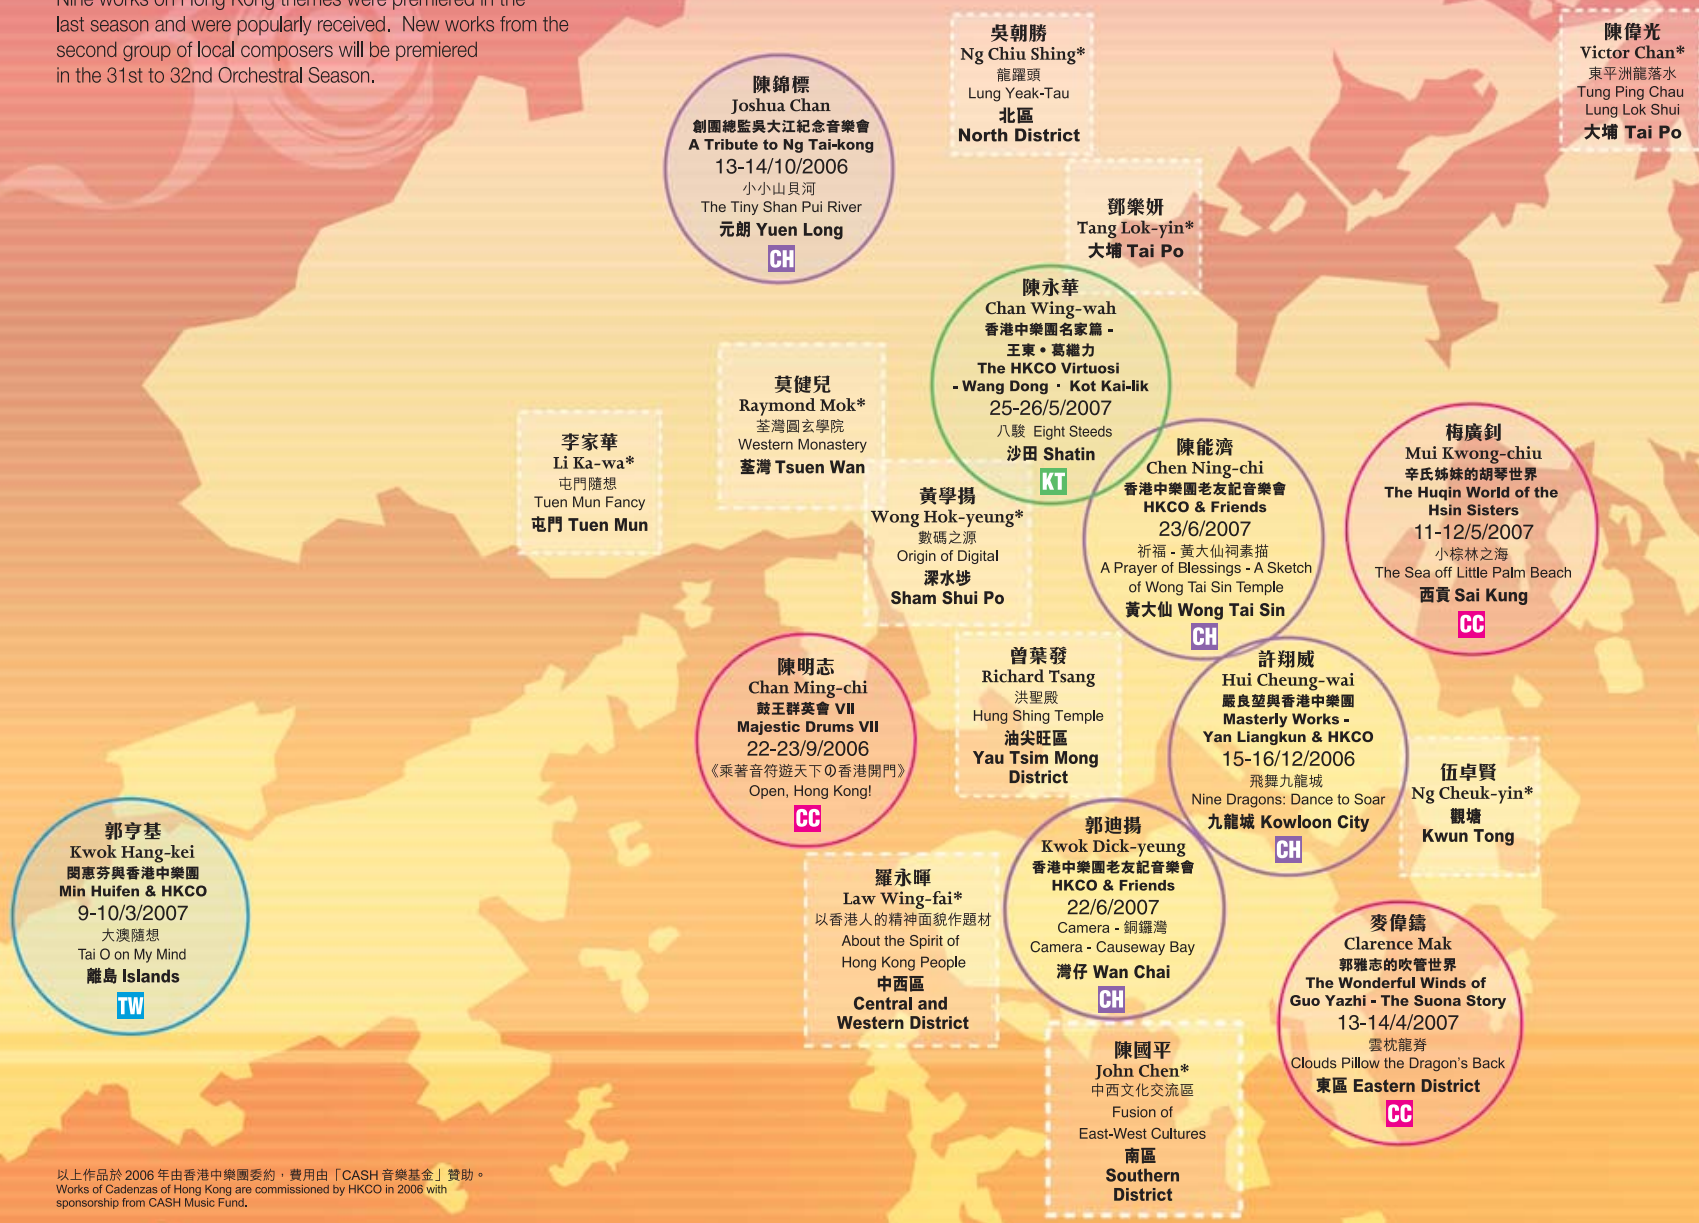 Nine works on Hong Kong themes were premiered in the
last season and were popularly received. New works from the
second group of local composers will be premiered
in the 31st to 32nd Orchestral Season.
陳錦標
Joshua Chan
創團總監吳大江紀念音樂會
A Tribute to Ng Tai-kong
13-14/10/2006
小小山貝河
The Tiny Shan Pui River
元朗 Yuen Long
CH
吳朝勝
Ng Chiu Shing*
龍躍頭
Lung Yeak-Tau
北區
North District
陳偉光
Victor Chan*
東平洲龍落水
Tung Ping Chau
Lung Lok Shui
大埔 Tai Po
鄧樂妍
Tang Lok-yin*
大埔 Tai Po
陳永華
Chan Wing-wah
香港中樂團名家篇 -
王東・葛繼力
The HKCO Virtuosi
- Wang Dong · Kot Kai-lik
25-26/5/2007
八駿 Eight Steeds
沙田 Shatin
KT
莫健兒
Raymond Mok*
荃灣圓玄學院
Western Monastery
荃灣 Tsuen Wan
李家華
Li Ka-wa*
屯門隨想
Tuen Mun Fancy
屯門 Tuen Mun
黃學揚
Wong Hok-yeung*
數碼之源
Origin of Digital
深水埗
Sham Shui Po
陳能濟
Chen Ning-chi
香港中樂團老友記音樂會
HKCO & Friends
23/6/2007
祈福 - 黃大仙祠素描
A Prayer of Blessings - A Sketch
of Wong Tai Sin Temple
黃大仙 Wong Tai Sin
CH
梅廣釗
Mui Kwong-chiu
辛氏姊妹的胡琴世界
The Huqin World of the
Hsin Sisters
11-12/5/2007
小棕林之海
The Sea off Little Palm Beach
西貢 Sai Kung
CC
陳明志
Chan Ming-chi
鼓王群英會 VII
Majestic Drums VII
22-23/9/2006
《乘著音符遊天下の香港開門》
Open, Hong Kong!
CC
曾葉發
Richard Tsang
洪聖殿
Hung Shing Temple
油尖旺區
Yau Tsim Mong
District
許翔威
Hui Cheung-wai
嚴良堃與香港中樂團
Masterly Works -
Yan Liangkun & HKCO
15-16/12/2006
飛舞九龍城
Nine Dragons: Dance to Soar
九龍城 Kowloon City
CH
伍卓賢
Ng Cheuk-yin*
觀塘
Kwun Tong
郭亨基
Kwok Hang-kei
閔惠芬與香港中樂團
Min Huifen & HKCO
9-10/3/2007
大澳隨想
Tai O on My Mind
離島 Islands
TW
羅永暉
Law Wing-fai*
以香港人的精神面貌作題材
About the Spirit of
Hong Kong People
中西區
Central and
Western District
郭迪揚
Kwok Dick-yeung
香港中樂團老友記音樂會
HKCO & Friends
22/6/2007
Camera - 銅鑼灣
Camera - Causeway Bay
灣仔 Wan Chai
CH
麥偉鑄
Clarence Mak
郭雅志的吹管世界
The Wonderful Winds of
Guo Yazhi - The Suona Story
13-14/4/2007
雲枕龍脊
Clouds Pillow the Dragon's Back
東區 Eastern District
CC
陳國平
John Chen*
中西文化交流區
Fusion of
East-West Cultures
南區
Southern
District
以上作品於 2006 年由香港中樂團委約，費用由「CASH 音樂基金」贊助。
Works of Cadenzas of Hong Kong are commissioned by HKCO in 2006 with
sponsorship from CASH Music Fund.